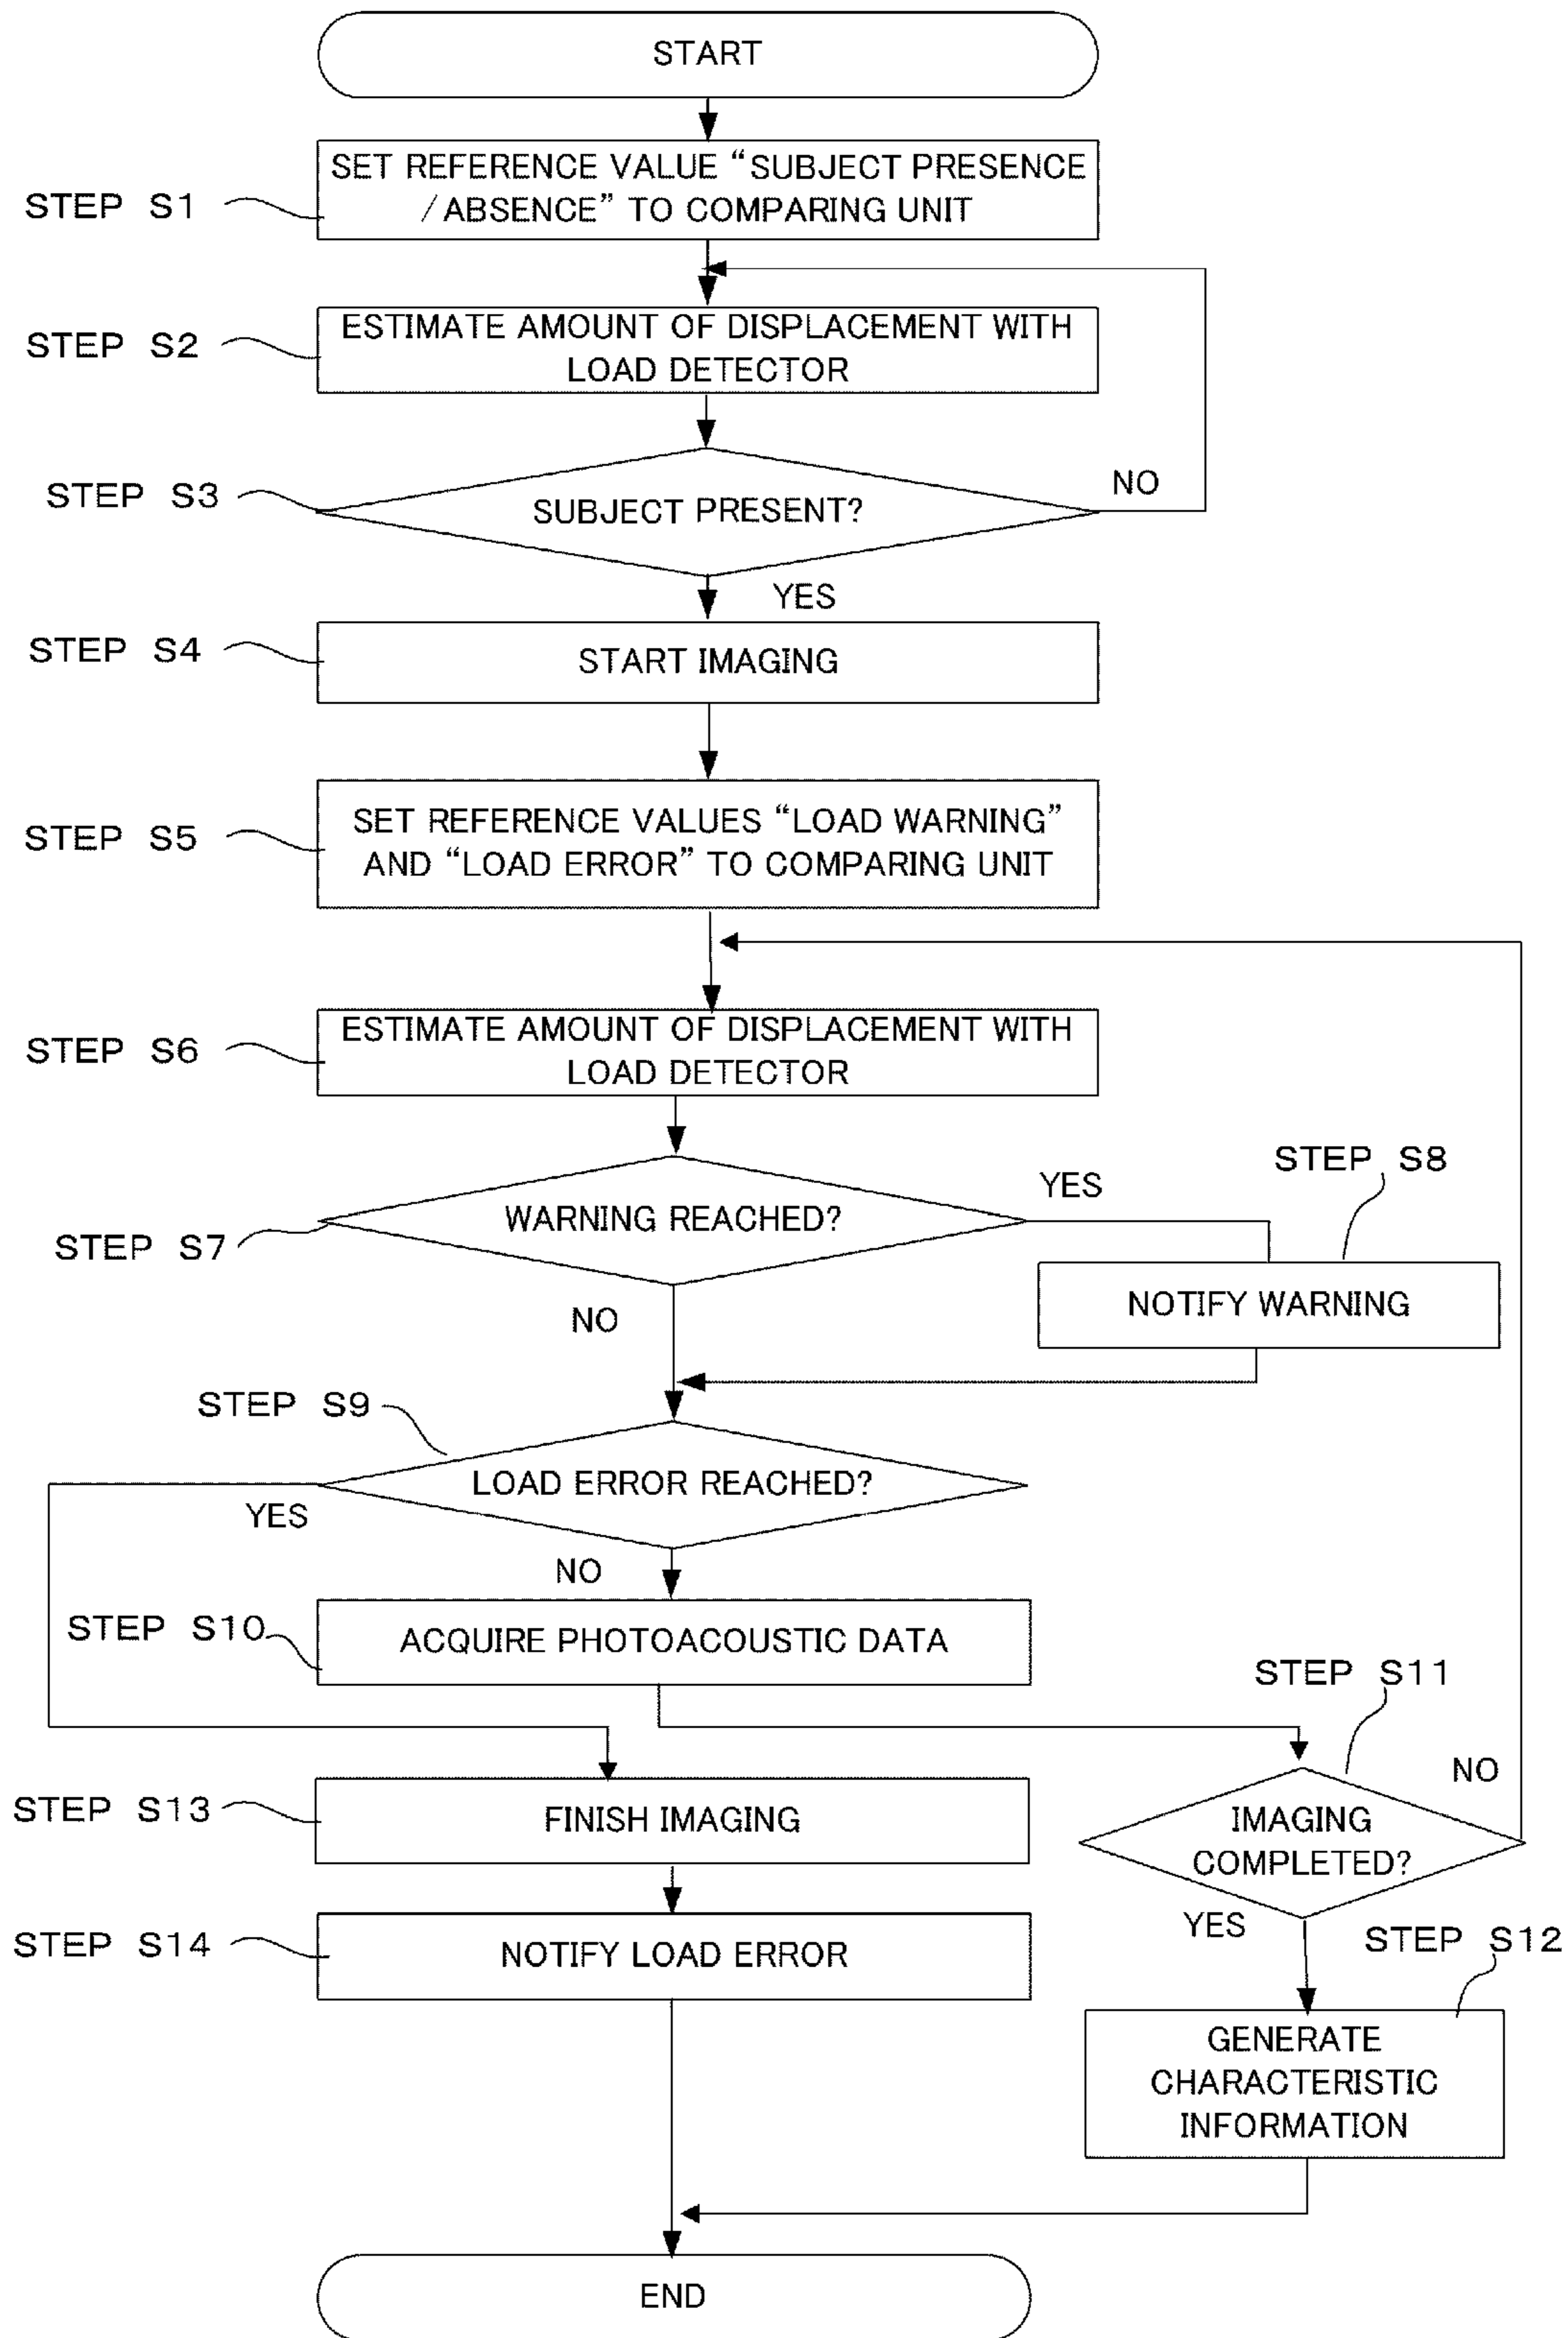 START
SET REFERENCE VALUE “SUBJECT PRESENCE
/ABSENCE” TO COMPARING UNIT
STEP S1
ESTIMATE AMOUNT OF DISPLACEMENT WITH
LOAD DETECTOR
STEP S2
STEP S3
SUBJECT PRESENT?
NO
YES
STEP S4
START IMAGING
STEP S5
SET REFERENCE VALUES “LOAD WARNING”
AND “LOAD ERROR” TO COMPARING UNIT
STEP S6
ESTIMATE AMOUNT OF DISPLACEMENT WITH
LOAD DETECTOR
STEP S7
WARNING REACHED?
YES
STEP S8
NOTIFY WARNING
NO
STEP S9
LOAD ERROR REACHED?
YES
NO
STEP S10
ACQUIRE PHOTOACOUSTIC DATA
STEP S11
IMAGING
COMPLETED?
NO
YES
STEP S13
FINISH IMAGING
STEP S14
NOTIFY LOAD ERROR
STEP S12
GENERATE
CHARACTERISTIC
INFORMATION
END